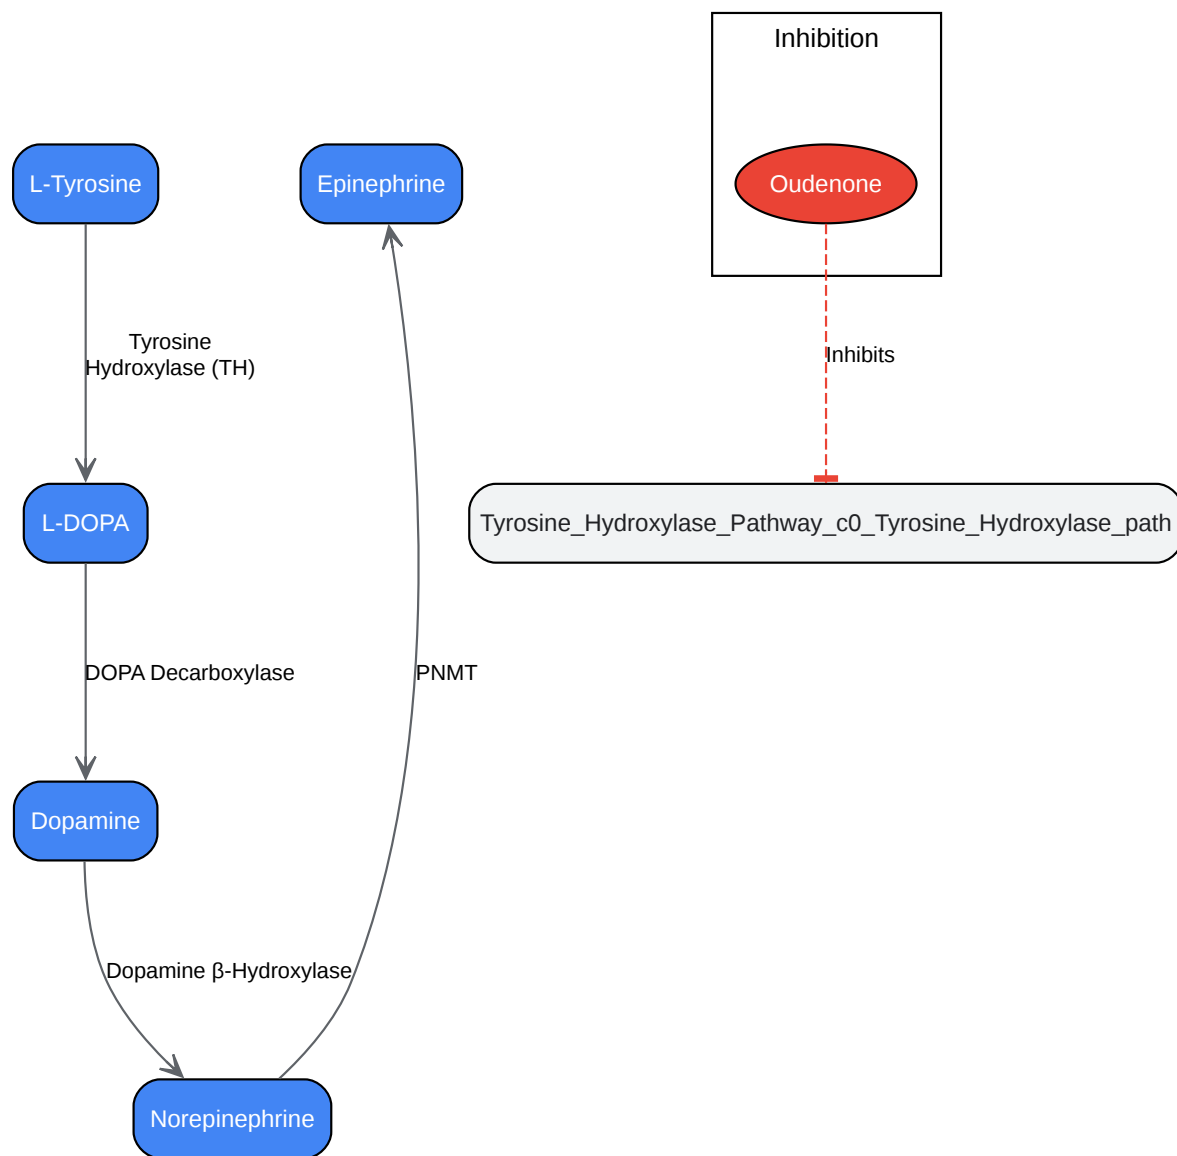 Inhibition
L-Tyrosine
Epinephrine
Oudenone
Tyrosine
Hydroxylase (TH)
Inhibits
L-DOPA
Tyrosine_Hydroxylase_Pathway_c0_Tyrosine_Hydroxylase_path
DOPA Decarboxylase
PNMT
Dopamine
Dopamine β-Hydroxylase
Norepinephrine